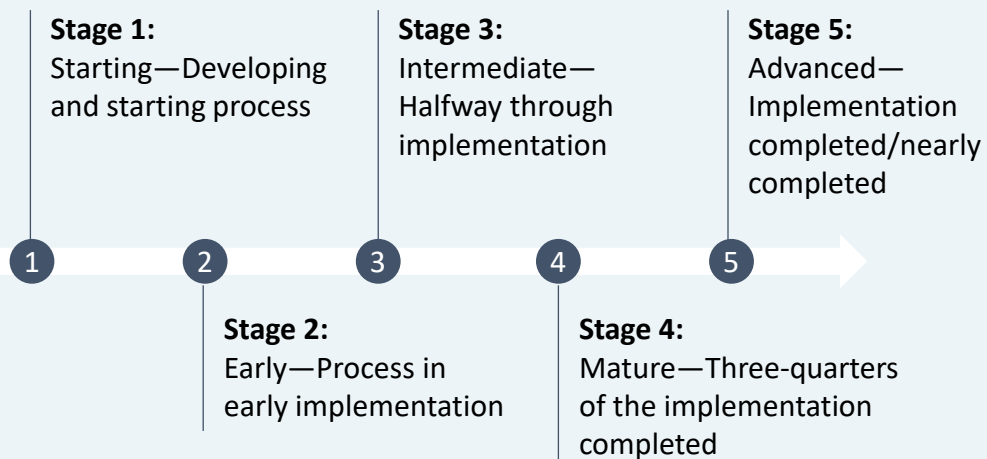 Stage 1:
Starting—Developing
and starting process
Stage 3:
Intermediate—
Halfway through
implementation
Stage 5:
Advanced—
Implementation
completed/nearly
completed
1
2
3
4
5
Stage 2:
Early—Process in
early implementation
Stage 4:
Mature—Three-quarters
of the implementation
completed